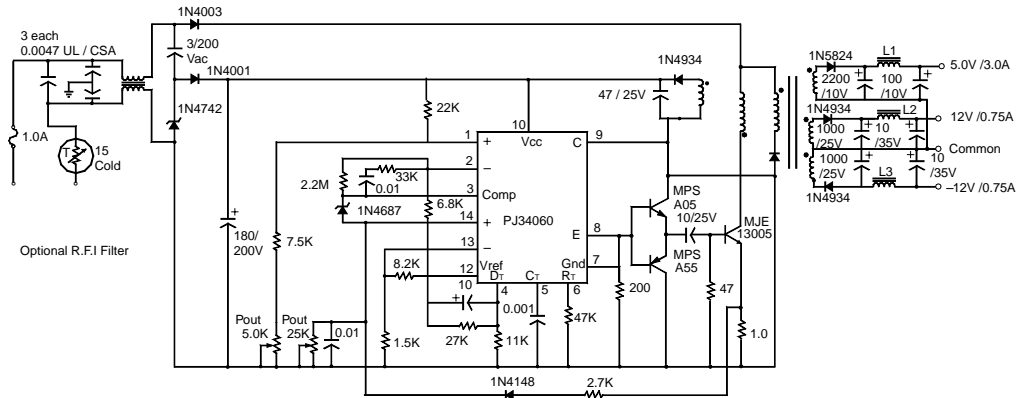 1N4003
3 each
0.0047 UL / CSA
3/200
Vac
1N4001
1N4742
1.0A
T
15
Cold
Optional R.F.I Filter
180/
200V
+
22K
7.5K
2.2M
33K
0.01
1N4687
6.8K
8.2K
10
+
27K
1.5K
11K
0.001
47K
Pout
5.0K
Pout
25K
0.01
1
+
2
−
3
Comp
14
+
13
−
12
Vref
DT
4
CT
5
RT
6
10
Vcc
9
C
PJ34060
E
8
Gnd
7
1N4934
47 / 25V
+
MPS
A05
10/25V
MPS
A55
MJE
13005
200
47
1.0
1N4148
2.7K
1N5824
L1
5.0V /3.0A
2200
/10V
+
100
/10V
+
1N4934
L2
12V /0.75A
1000
/25V
+
10
/35V
+
Common
1000
/25V
+
10
/35V
+
L3
–12V /0.75A
1N4934